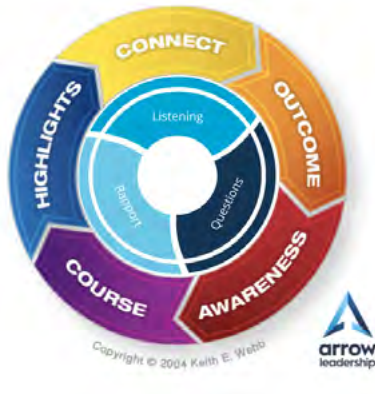 CONNECT
OUTCOME
AWARENESS
COURSE
HIGHLIGHTS
Listening
Questions
Rapport
Copyright © 2004 Keith E. Webb
arrow
leadership